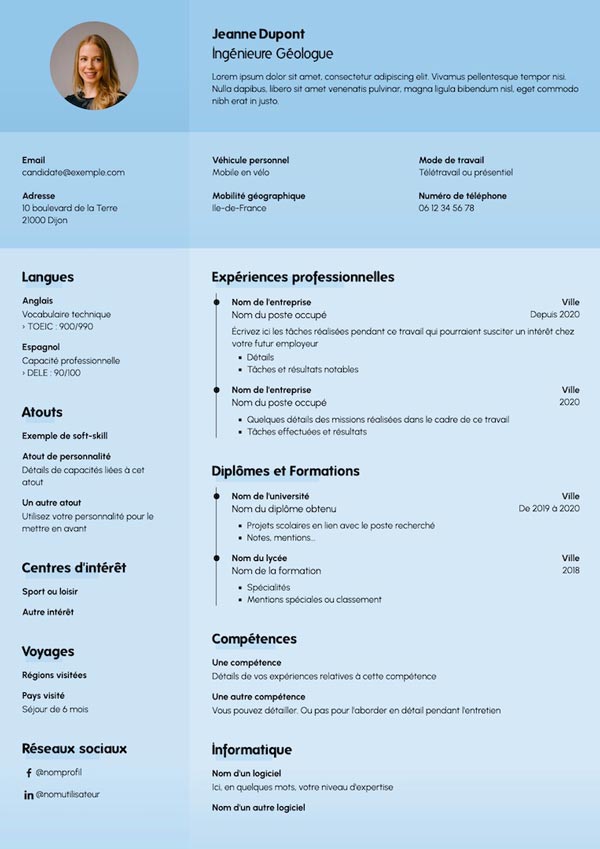 Jeanne Dupont
Ingénieure Géologue
Lorem ipsum dolor sit amet, consectetur adipiscing elit. Vivamus pellentesque tempor nisi.
Nulla dapibus, libero sit amet venenatis pulvinar, magna ligula bibendum nisl, eget commodo
nibh erat in justo.
Email
candidate@exemple.com
Adresse
10 boulevard de la Terre
21000 Dijon
Véhicule personnel
Mobile en vélo
Mobilité géographique
Ile-de-France
Mode de travail
Télétravail ou présentiel
Numéro de téléphone
06 12 34 56 78
Langues
Anglais
Vocabulaire technique
› TOEIC : 900/990
Espagnol
Capacité professionnelle
› DELE : 90/100
Atouts
Exemple de soft-skill
Atout de personnalité
Détails de capacités liées à cet
atout
Un autre atout
Utilisez votre personnalité pour le
mettre en avant
Centres d'intérêt
Sport ou loisir
Autre intérêt
Voyages
Régions visitées
Pays visité
Séjour de 6 mois
Réseaux sociaux
@nomprofil
@nomutilisateur
Expériences professionnelles
Nom de l'entreprise Ville
Nom du poste occupé Depuis 2020
Écrivez ici les tâches réalisées pendant ce travail qui pourraient susciter un intérêt chez
votre futur employeur
▪ Détails
▪ Tâches et résultats notables
Nom de l'entreprise Ville
Nom du poste occupé 2020
▪ Quelques détails des missions réalisées dans le cadre de ce travail
▪ Tâches effectuées et résultats
Diplômes et Formations
Nom de l'université Ville
Nom du diplôme obtenu De 2019 à 2020
▪ Projets scolaires en lien avec le poste recherché
▪ Notes, mentions...
Nom du lycée Ville
Nom de la formation 2018
▪ Spécialités
▪ Mentions spéciales ou classement
Compétences
Une compétence
Détails de vos expériences relatives à cette compétence
Une autre compétence
Vous pouvez détailler. Ou pas pour l'aborder en détail pendant l'entretien
Informatique
Nom d'un logiciel
Ici, en quelques mots, votre niveau d'expertise
Nom d'un autre logiciel